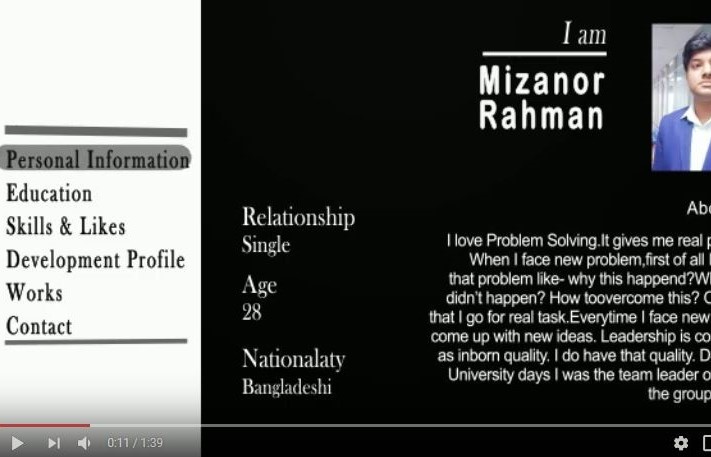 I am
Mizanor
Rahman
Personal Information
Education
Skills & Likes
Development Profile
Works
Contact
Relationship
Single
Age
28
Nationalaty
Bangladeshi
I love Problem Solving.It gives me real
When I face new problem,first of all
that problem like- why this happend?
didn't happen? How toovercome this?
that I go for real task.Everytime I face new
come up with new ideas. Leadership is
as inborn quality. I do have that quality.
University days I was the team leader
the group
0:11 / 1:39